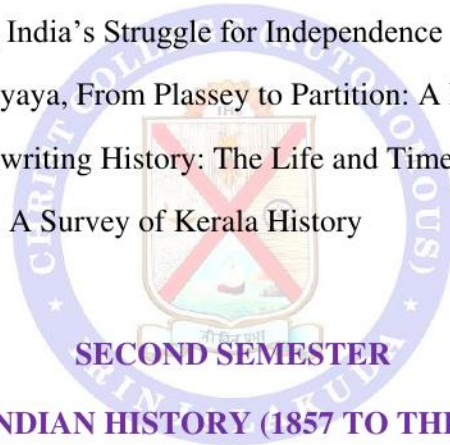 India’s Struggle for Independence
yaya, From Plassey to Partition: A
writing History: The Life and Time
A Survey of Kerala History
SECOND SEMESTER
NDIAN HISTORY (1857 TO THE